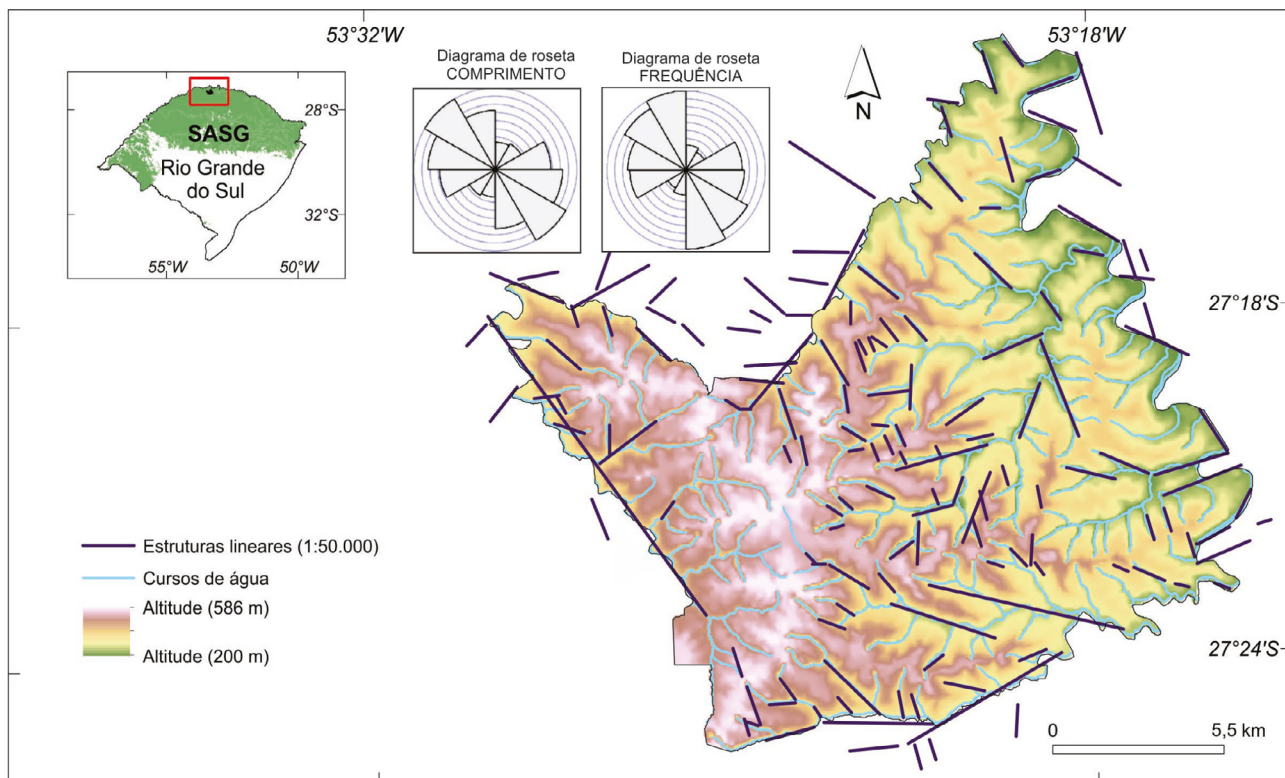 53°32'W
53°18'W
Diagrama de roseta
COMPRIMENTO
Diagrama de roseta
FREQUÊNCIA
N
28°S
SASG
Rio Grande
do Sul
32°S
55°W
50°W
27°18'S
Estruturas lineares (1:50.000)
Cursos de água
Altitude (586 m)
Altitude (200 m)
27°24'S
0
5,5 km